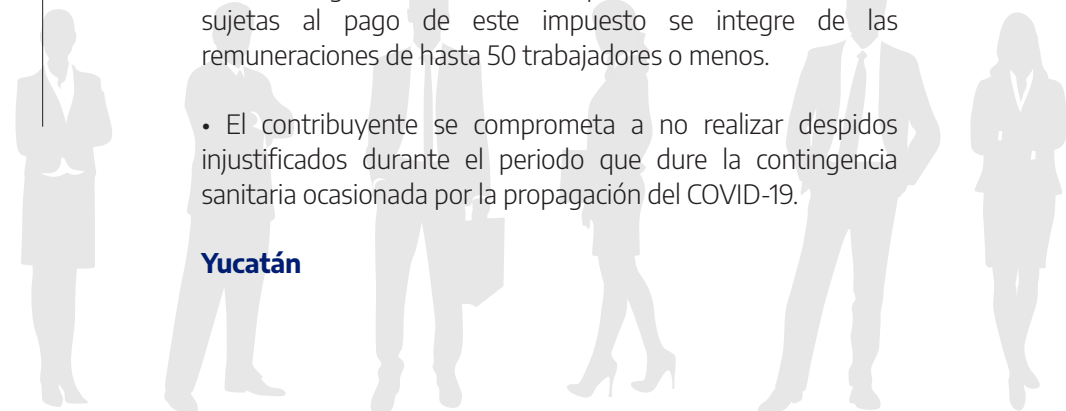 sujetas al pago de este impuesto se integre de las
remuneraciones de hasta 50 trabajadores o menos.
• El contribuyente se comprometa a no realizar despidos
injustificados durante el periodo que dure la contingencia
sanitaria ocasionada por la propagación del COVID-19.
Yucatán